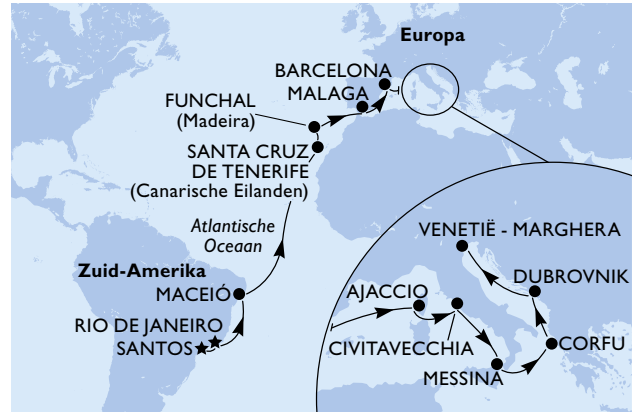 Europa
BARCELONA
MALAGA
FUNCHAL
(Madeira)
SANTA CRUZ
DE TENERIFE
(Canarische Eilanden)
Atlantische
Oceaan
Zuid-Amerika
MACEIÓ
RIO DE JANEIRO
SANTOS
VENETIË - MARGHERA
DUBROVNIK
AJACCIO
CIVITAVECCHIA
CORFU
MESSINA